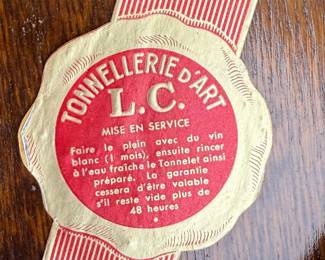 TONNELLERIE D'ART
L.C.
MISE EN SERVICE
Faire le plein avec du vin
blanc (1 mois), ensuite rincer
à l'eau fraîche le Tonnelet ainsi
préparé. La garantie
cessera d'être valable
s'il reste vide plus de
48 heures